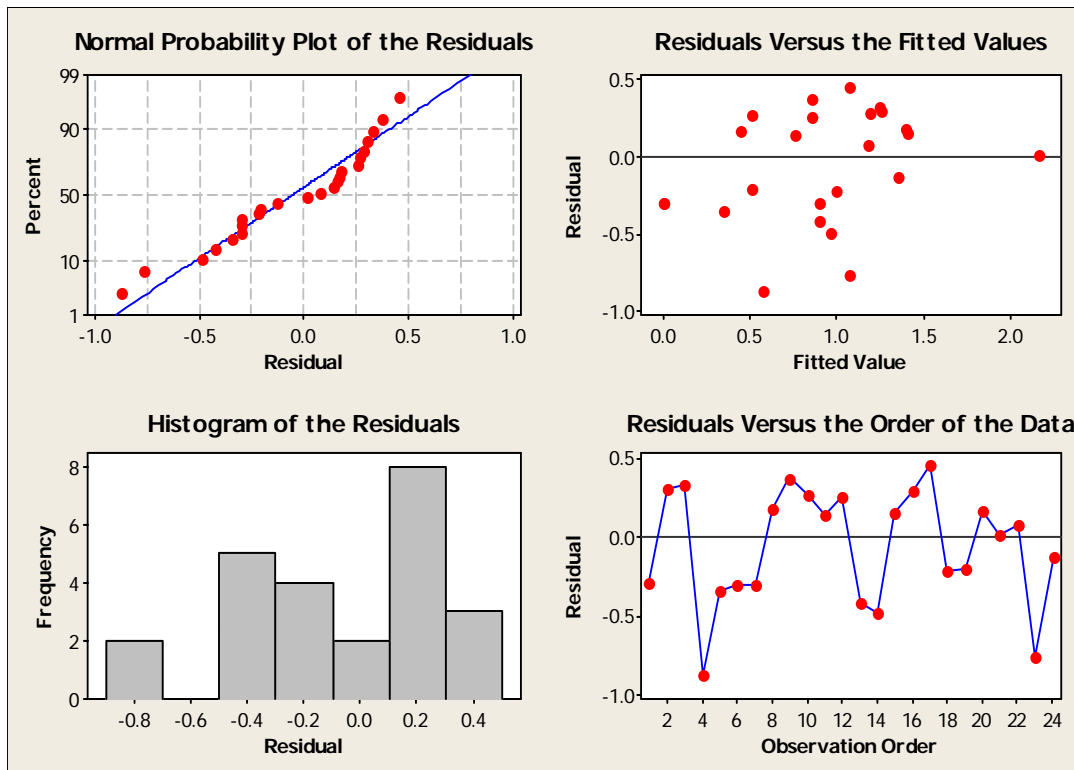 Normal Probability Plot of the Residuals
99
90
50
10
1
Percent
-1.0 -0.5 0.0 0.5 1.0
Residual
Residuals Versus the Fitted Values
0.5
0.0
-0.5
-1.0
Residual
0.0 0.5 1.0 1.5 2.0
Fitted Value
Histogram of the Residuals
8
6
4
2
0
Frequency
-0.8 -0.6 -0.4 -0.2 0.0 0.2 0.4
Residual
Residuals Versus the Order of the Data
0.5
0.0
-0.5
-1.0
Residual
2 4 6 8 10 12 14 16 18 20 22 24
Observation Order